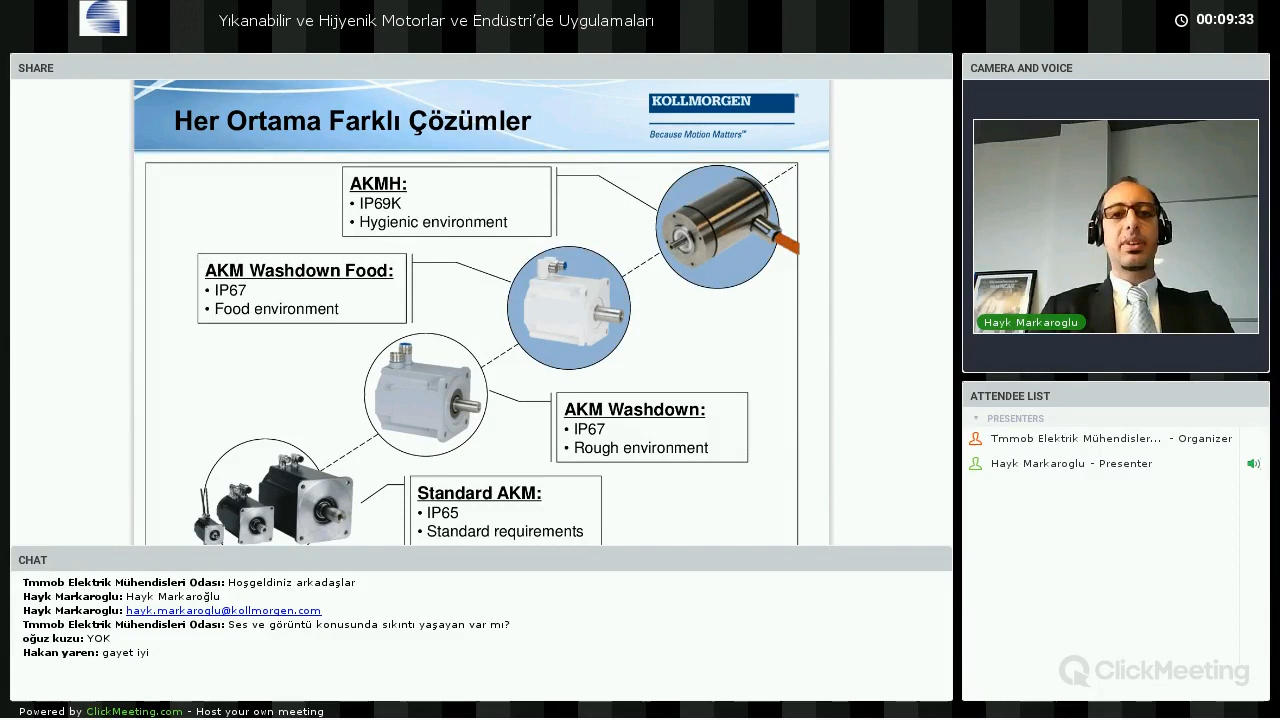 Yıkanabilir ve Hijyenik Motorlar ve Endüstri'de Uygulamaları
00:09:33
SHARE
Her Ortama Farklı Çözümler
KOLLMORGEN
Because Motion Matters™
AKMH:
• IP69K
• Hygienic environment
AKM Washdown Food:
• IP67
• Food environment
AKM Washdown:
• IP67
• Rough environment
Standard AKM:
• IP65
• Standard requirements
CAMERA AND VOICE
Hayk Markaroglu
ATTENDEE LIST
PRESENTERS
Tmmob Elektrik Mühendisler... - Organizer
Hayk Markaroglu - Presenter
CHAT
Tmmob Elektrik Mühendisleri Odası: Hoşgeldiniz arkadaşlar
Hayk Markaroglu: Hayk Markaroğlu
Hayk Markaroglu: hayk.markaroglu@kollmorgen.com
Tmmob Elektrik Mühendisleri Odası: Ses ve görüntü konusunda sıkıntı yaşayan var mı?
oğuz kuzu: YOK
Hakan yaren: gayet iyi
ClickMeeting
Powered by ClickMeeting.com - Host your own meeting